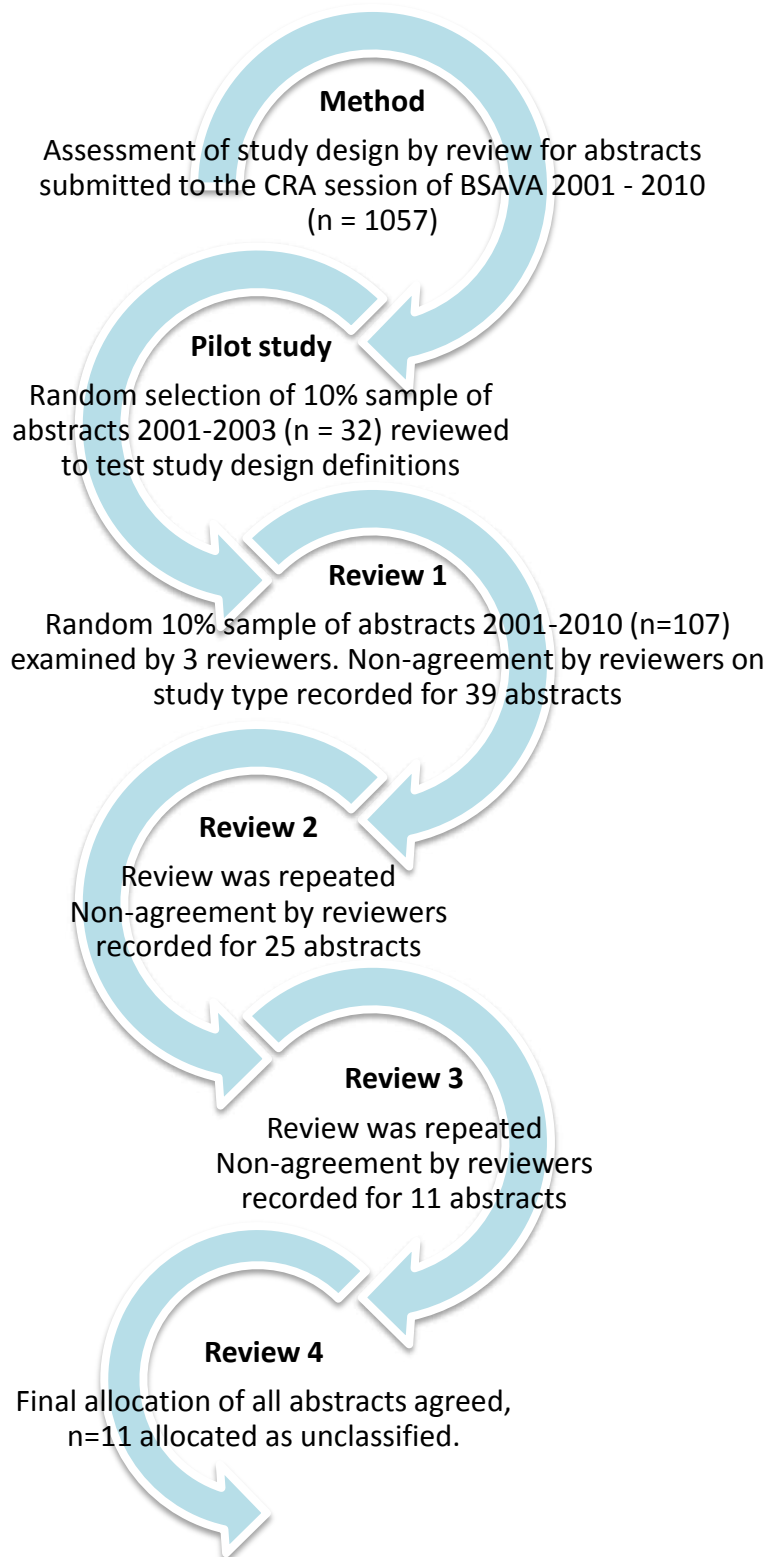 Method
Assessment of study design by review for abstracts
submitted to the CRA session of BSAVA 2001 - 2010
(n = 1057)
Pilot study
Random selection of 10% sample of
abstracts 2001-2003 (n = 32) reviewed
to test study design definitions
Review 1
Random 10% sample of abstracts 2001-2010 (n=107)
examined by 3 reviewers. Non-agreement by reviewers on
study type recorded for 39 abstracts
Review 2
Review was repeated
Non-agreement by reviewers
recorded for 25 abstracts
Review 3
Review was repeated
Non-agreement by reviewers
recorded for 11 abstracts
Review 4
Final allocation of all abstracts agreed,
n=11 allocated as unclassified.